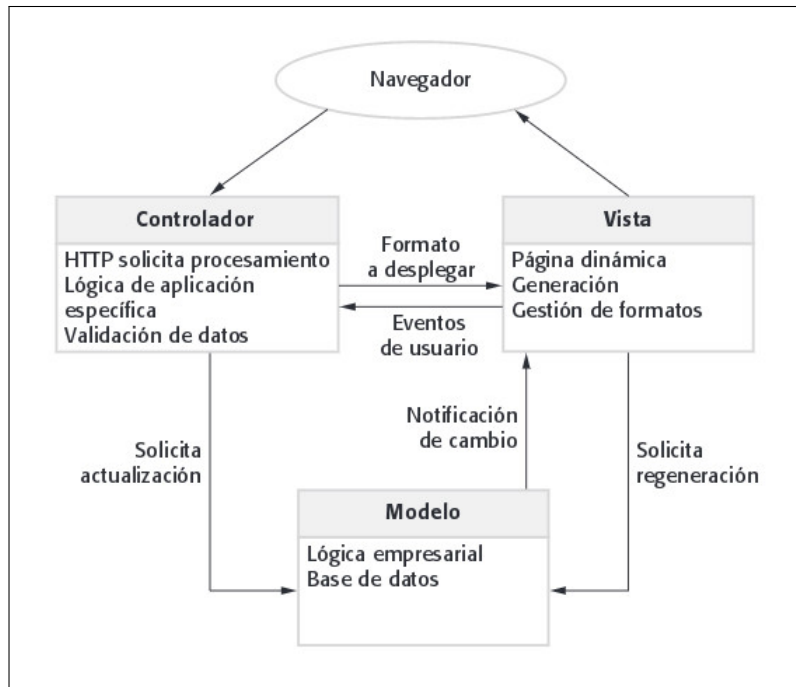 Navegador
Controlador
HTTP solicita procesamiento
Lógica de aplicación
específica
Validación de datos
Formato
a desplegar
Eventos
de usuario
Vista
Página dinámica
Generación
Gestión de formatos
Solicita
actualización
Notificación
de cambio
Solicita
regeneración
Modelo
Lógica empresarial
Base de datos